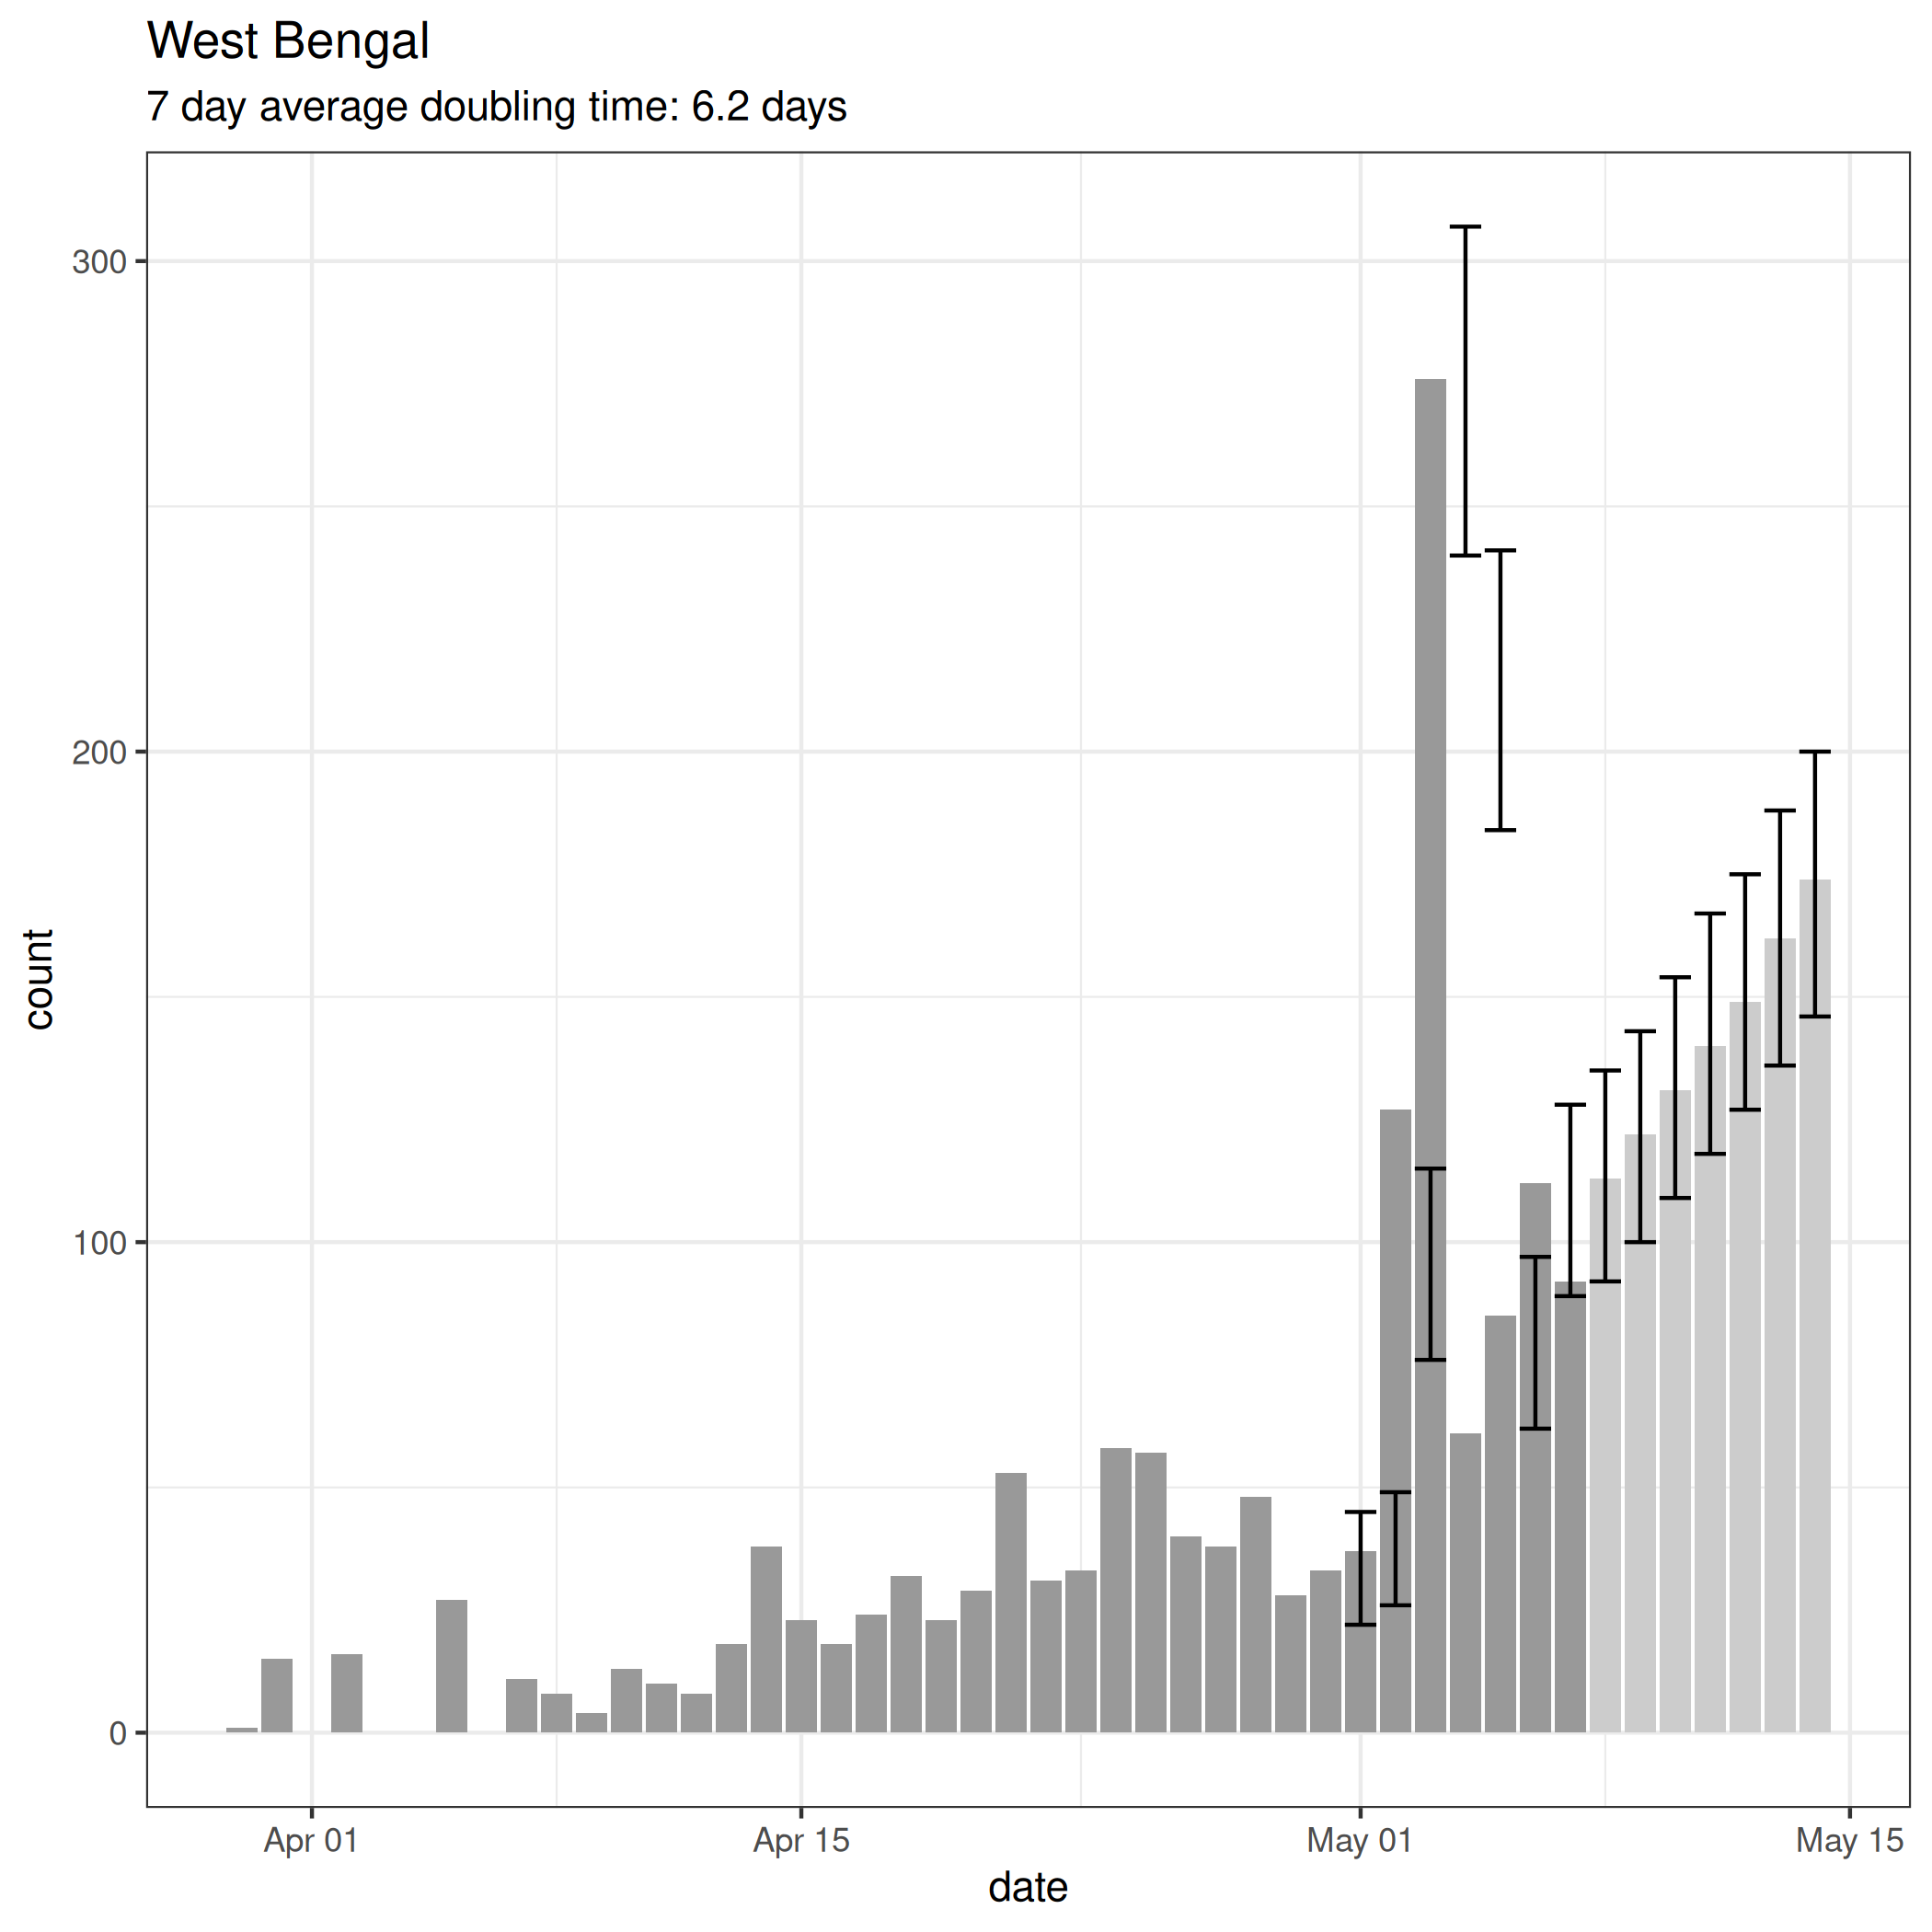 West Bengal
7 day average doubling time: 6.2 days
300
200
100
0
count
Apr 01
Apr 15
May 01
May 15
date